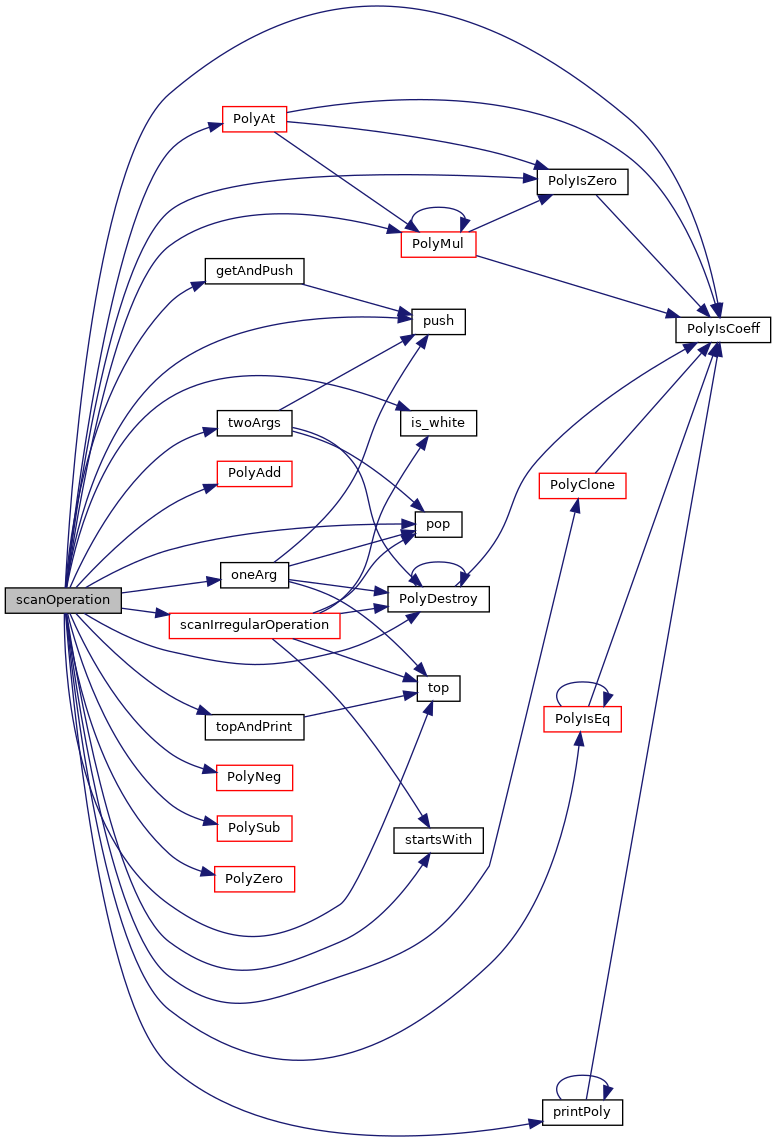 PolyAt
PolyIsZero
PolyMul
getAndPush
push
PolyIsCoeff
twoArgs
is_white
PolyAdd
PolyClone
pop
oneArg
scanOperation
PolyDestroy
scanIrregularOperation
top
PolyIsEq
topAndPrint
PolyNeg
PolySub
startsWith
PolyZero
printPoly